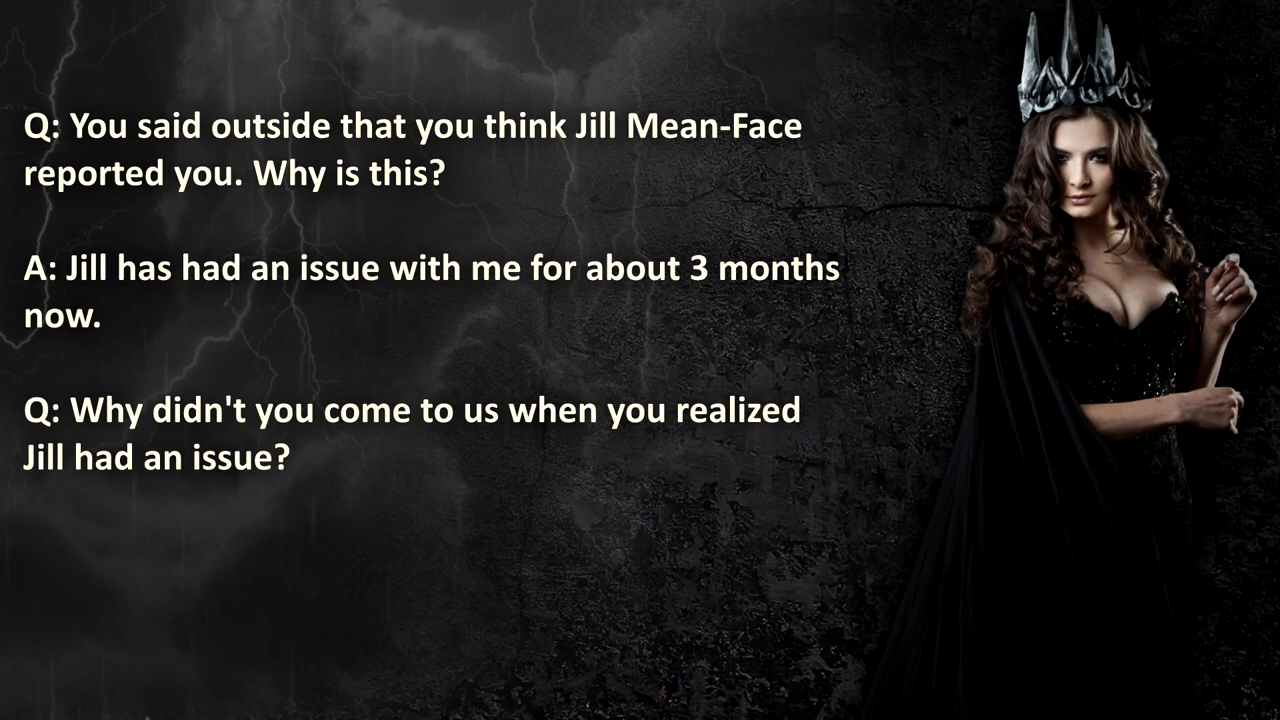 Q: You said outside that you think Jill Mean-Face
reported you. Why is this?
A: Jill has had an issue with me for about 3 months
now.
Q: Why didn't you come to us when you realized
Jill had an issue?